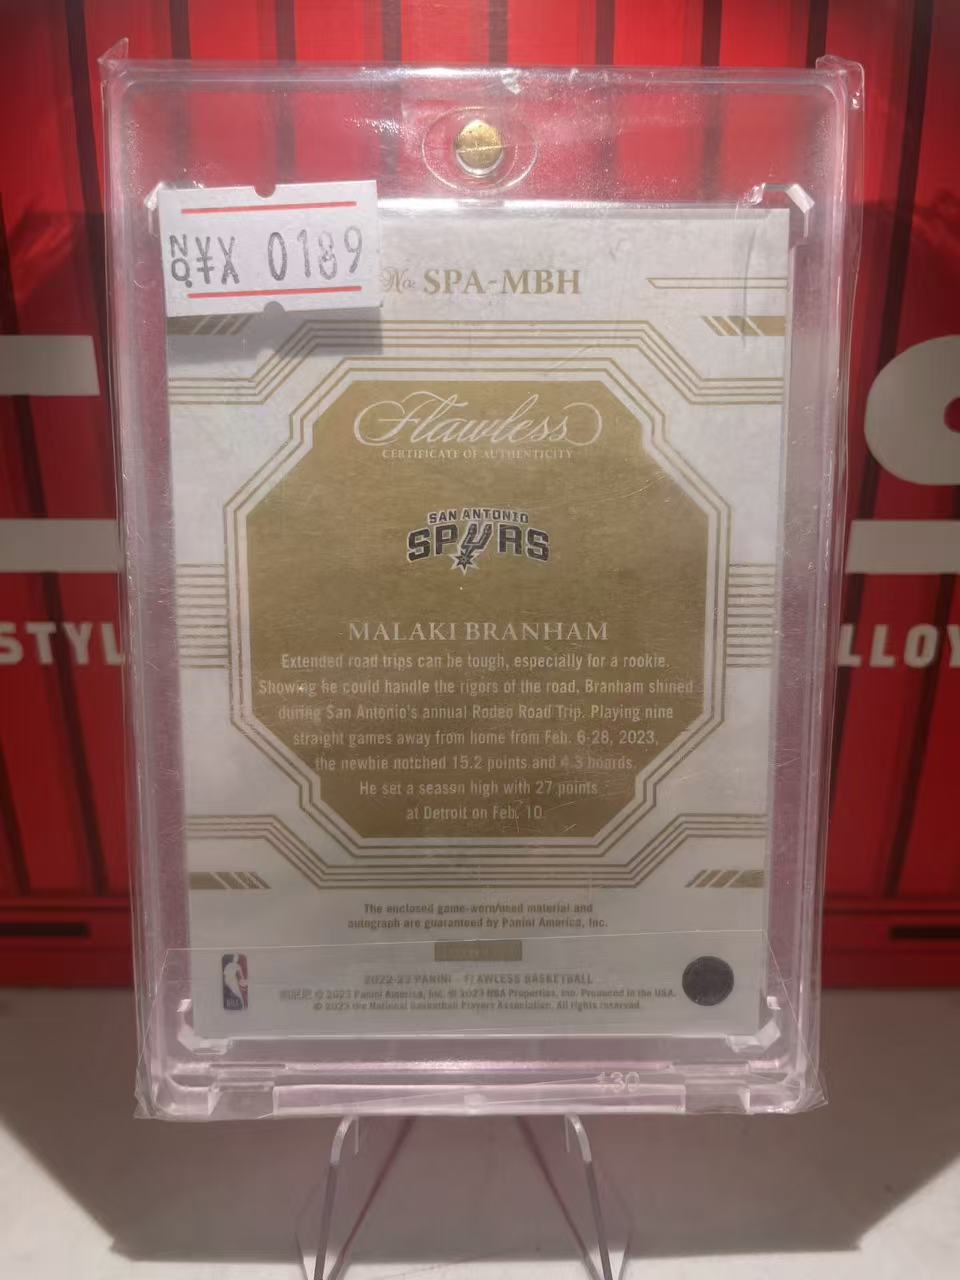 NO.¥X 0189
No. SPA-MBH
Flawless
CERTIFICATE OF AUTHENTICITY
SAN ANTONIO
SPURS
MALAKI BRANHAM
Extended road trips can be tough, especially for a rookie.
Showing he could handle the rigors of the road, Branham shined
during San Antonio's annual Rodeo Road Trip. Playing nine
straight games away from home from Feb. 6-28, 2023,
the newbie notched 15.2 points and 4.3 boards.
He set a season high with 27 points
at Detroit on Feb. 10.
STYL
LLOY
The enclosed game-worn/used material and
autograph are guaranteed by Panini America, Inc.
2022-23 PANINI - FLAWLESS BASKETBALL
© 2023 Panini America, Inc. © 2023 NBA Properties, Inc. Produced in the USA.
© 2023 the National Basketball Players Association. All rights reserved.
130